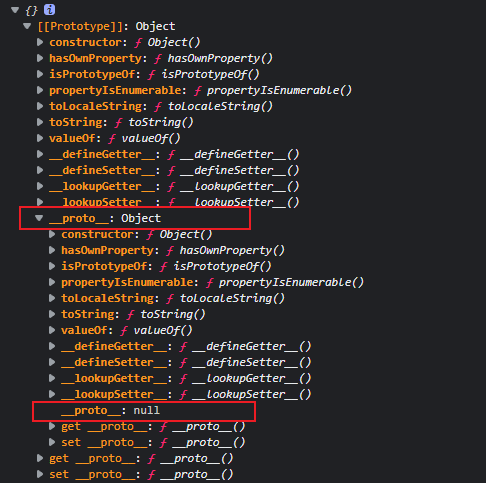 {} i
[[Prototype]]: Object
constructor: ƒ Object()
hasOwnProperty: ƒ hasOwnProperty()
isPrototypeOf: ƒ isPrototypeOf()
propertyIsEnumerable: ƒ propertyIsEnumerable()
toLocaleString: ƒ toLocaleString()
toString: ƒ toString()
valueOf: ƒ valueOf()
__defineGetter__: ƒ __defineGetter__()
__defineSetter__: ƒ __defineSetter__()
__lookupGetter__: ƒ __lookupGetter__()
__lookupSetter__: ƒ __lookupSetter__()
__proto__: Object
constructor: ƒ Object()
hasOwnProperty: ƒ hasOwnProperty()
isPrototypeOf: ƒ isPrototypeOf()
propertyIsEnumerable: ƒ propertyIsEnumerable()
toLocaleString: ƒ toLocaleString()
toString: ƒ toString()
valueOf: ƒ valueOf()
__defineGetter__: ƒ __defineGetter__()
__defineSetter__: ƒ __defineSetter__()
__lookupGetter__: ƒ __lookupGetter__()
__lookupSetter__: ƒ __lookupSetter__()
__proto__: null
get __proto__: ƒ __proto__()
set __proto__: ƒ __proto__()
get __proto__: ƒ __proto__()
set __proto__: ƒ __proto__()